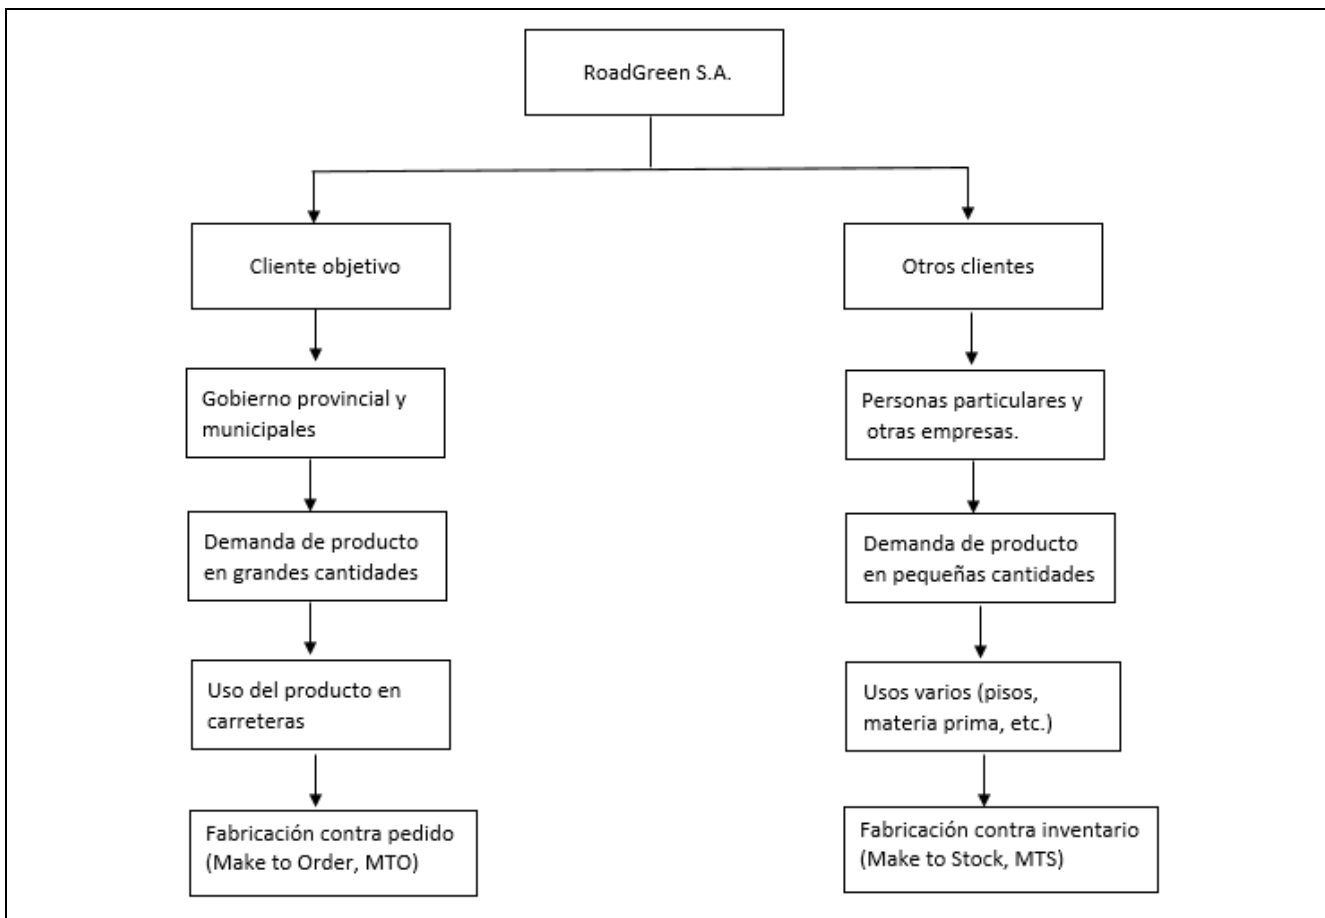 RoadGreen S.A.
Cliente objetivo
Gobierno provincial y
municipales
Demanda de producto
en grandes cantidades
Uso del producto en
carreteras
Fabricación contra pedido
(Make to Order, MTO)
Otros clientes
Personas particulares y
otras empresas.
Demanda de producto
en pequeñas cantidades
Usos varios (pisos,
materia prima, etc.)
Fabricación contra inventario
(Make to Stock, MTS)